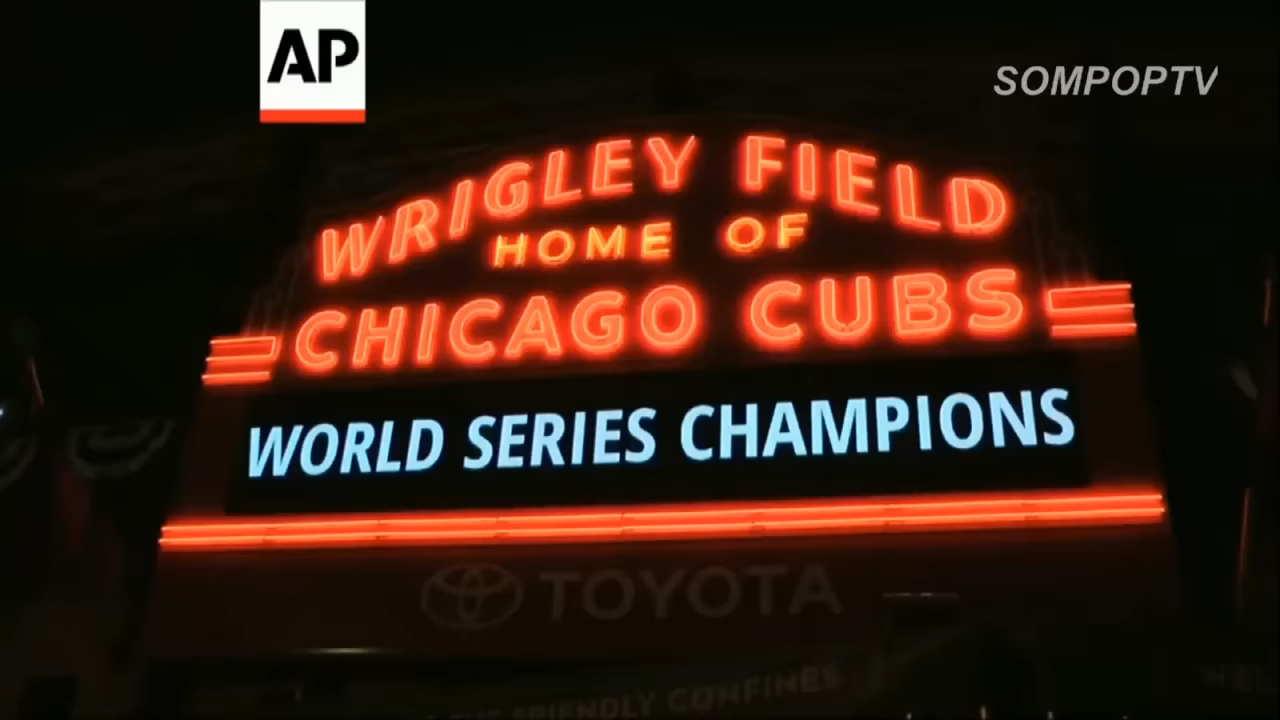 AP
SOMPOPTV
WRIGLEY FIELD
HOME OF
CHICAGO CUBS
WORLD SERIES CHAMPIONS
TOYOTA
FRIENDLY CONFINES